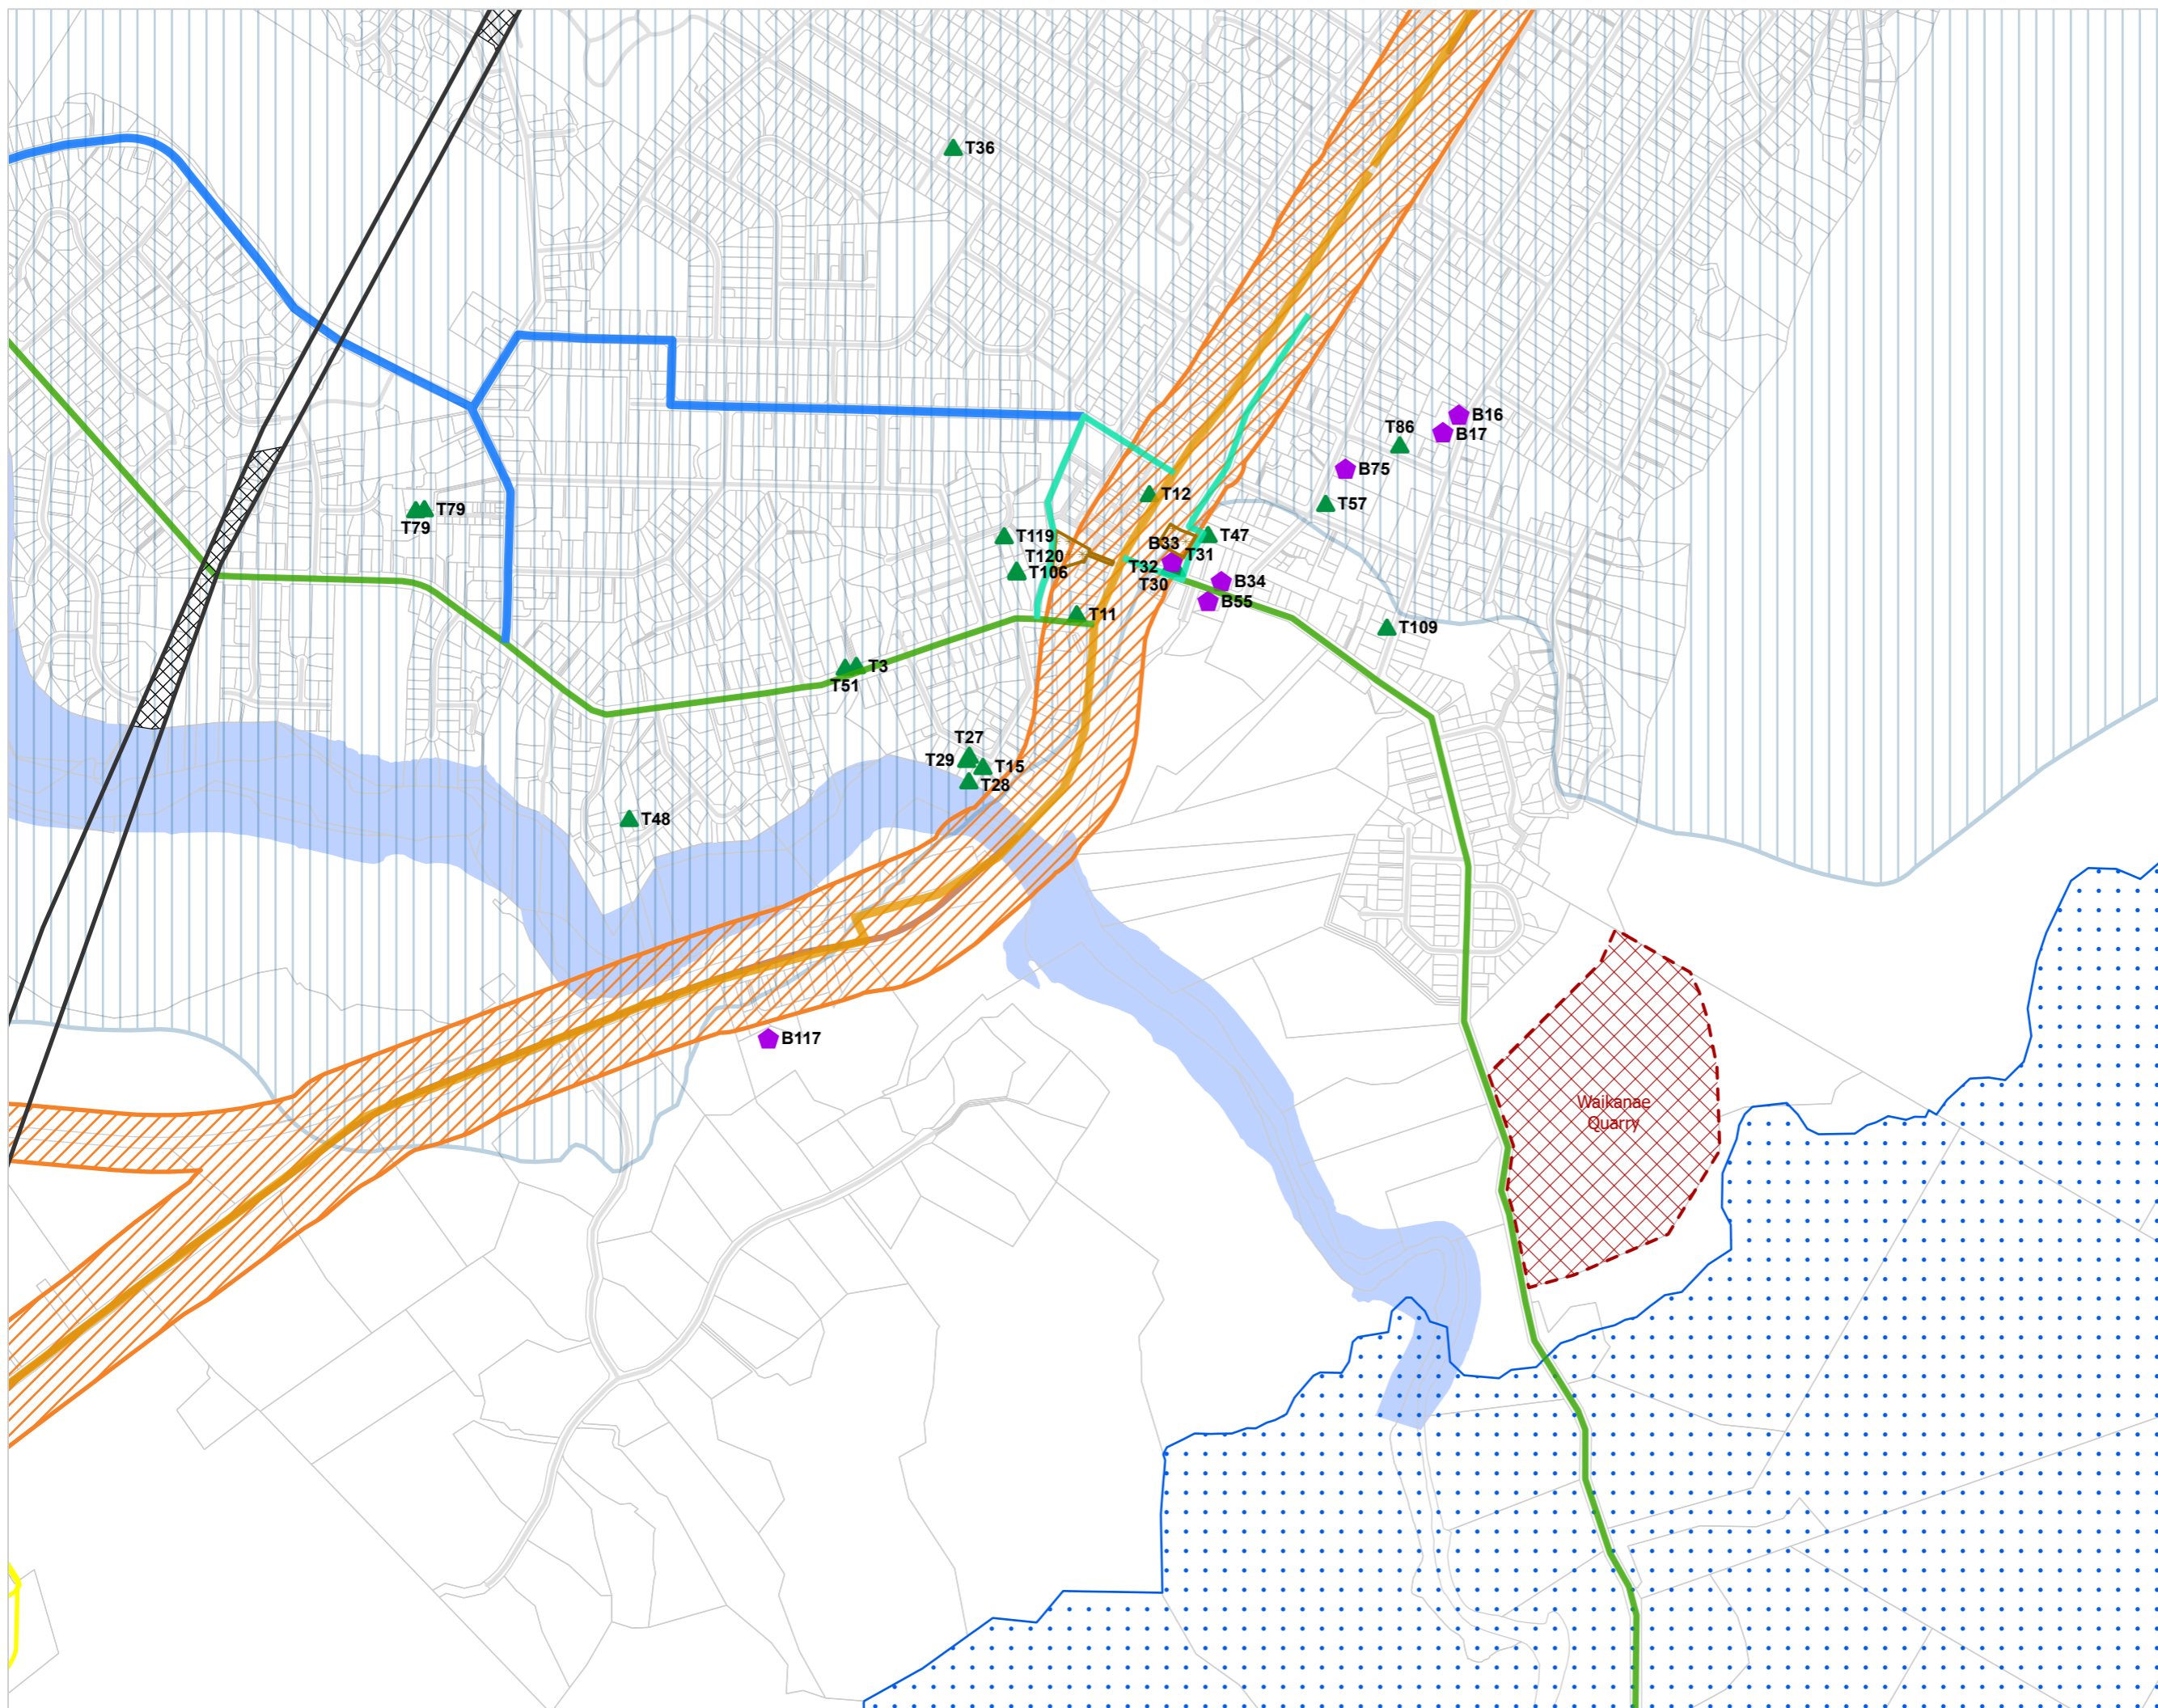 T36
B16
B17
T86
B75
T12
T57
T79
T79
T119
T47
B33
T120
T31
T32
T106
T30
B34
B55
T11
T109
T3
T51
T27
T29
T15
T28
T48
B117
Waikanae
Quarry